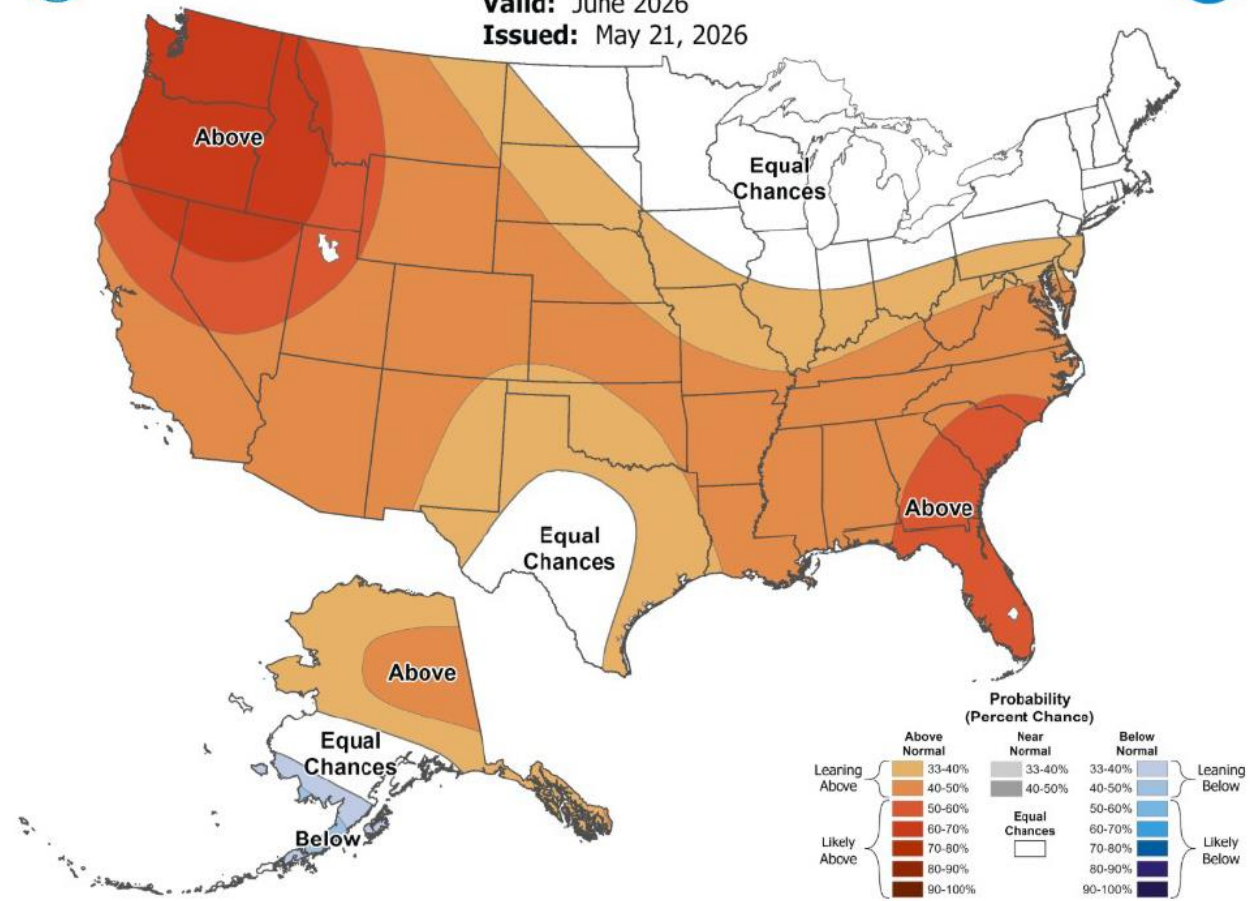 Valid: June 2026
Issued: May 21, 2026
Above
Equal
Chances
Above
Equal
Chances
Above
Equal
Chances
Below
Probability
(Percent Chance)
Above
Normal
Near
Normal
Below
Normal
Leaning
Above
33-40%
40-50%
Likely
Above
50-60%
60-70%
70-80%
80-90%
90-100%
33-40%
40-50%
Equal
Chances
33-40%
40-50%
Leaning
Below
50-60%
60-70%
70-80%
80-90%
90-100%
Likely
Below